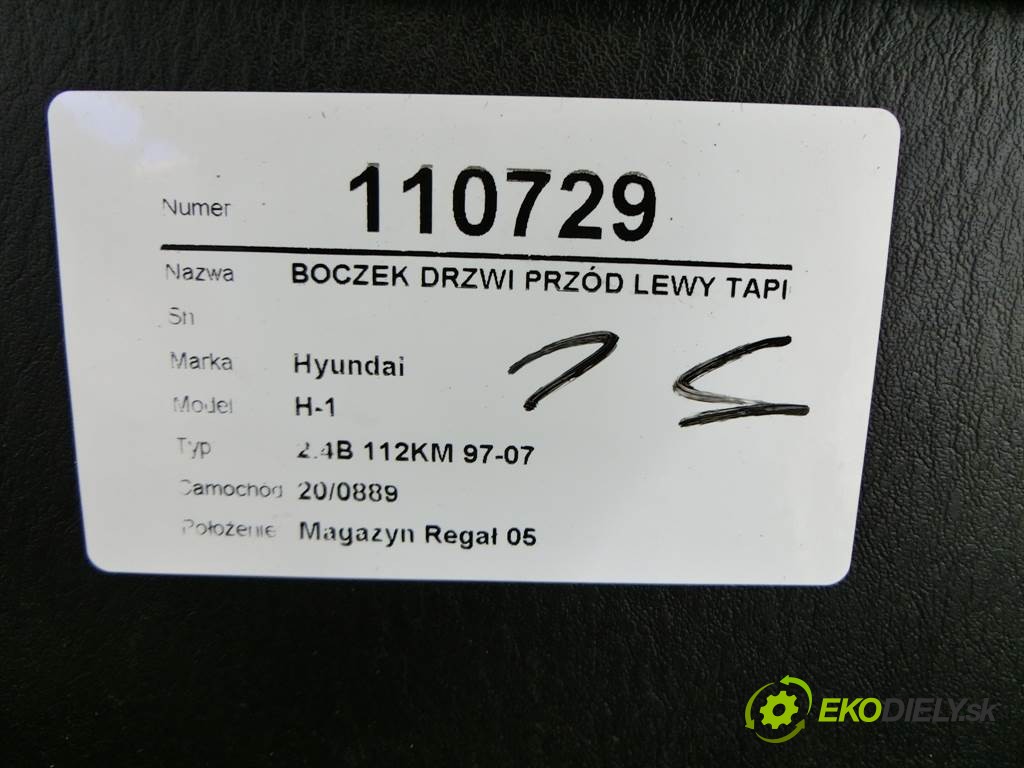 Numer 110729
Nazwa BOCZEK DRZWI PRZÓD LEWY TAPI
Sn
Marka Hyundai
Model H-1
Typ 2.4B 112KM 97-07
Samochód 20/0889
Położenie Magazyn Regał 05
EKODIELY.sk